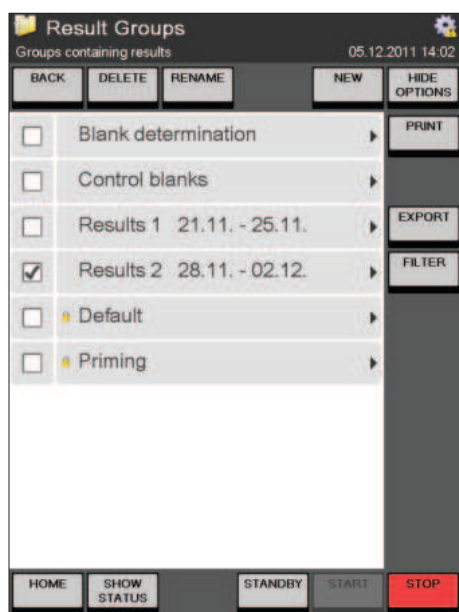 Result Groups
Groups containing results 05.12.2011 14:02
BACK DELETE RENAME NEW HIDE OPTIONS
Blank determination PRINT
Control blanks
Results 1 21.11. - 25.11. EXPORT
Results 2 28.11. - 02.12. FILTER
Default
Priming
HOME SHOW STATUS STANDBY START STOP